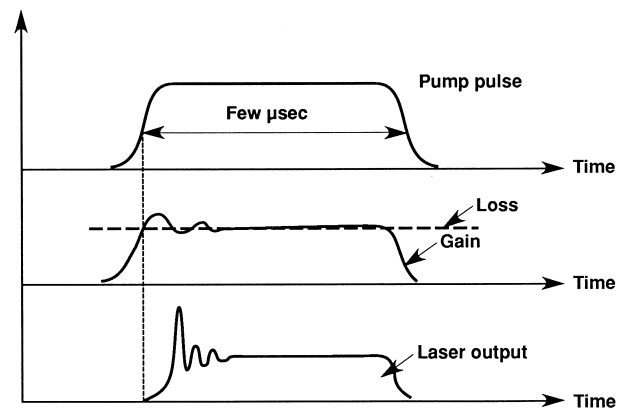 Pump pulse
Few µsec
Time
Loss
Gain
Time
Laser output
Time